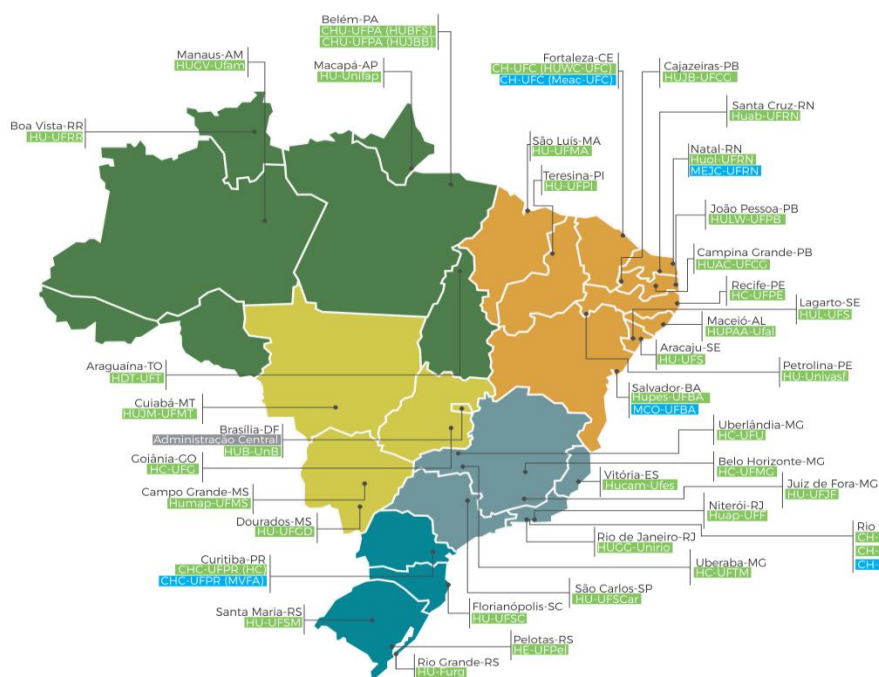 Belém-PA
CHU-UFPA (HUBFS)
CHU-UFPA (HUJBB)
Manaus-AM
HUGV-Ufam
Macapá-AP
HU-Unifap
Boa Vista-RR
HU-UFRR
Fortaleza-CE
CH-UFC (HUWC-UFC)
CH-UFC (Meac-UFC)
Cajazeiras-PB
HUJB-UFCG
Santa Cruz-RN
Huab-UFRN
São Luís-MA
HU-UFMA
Natal-RN
Huol-UFRN
MEJC-UFRN
Teresina-PI
HU-UFPI
João Pessoa-PB
HULW-UFPB
Campina Grande-PB
HUAC-UFCG
Recife-PE
HC-UFPE
Lagarto-SE
HUL-UFS
Maceió-AL
HUPAA-Ufal
Aracaju-SE
HU-UFS
Petrolina-PE
HU-Univasf
Salvador-BA
Hupes-UFBA
MCO-UFBA
Araguaína-TO
HDT-UFT
Cuiabá-MT
HUJM-UFMT
Brasília-DF
Administração Central
HUB-UnB
Goiânia-GO
HC-UFG
Campo Grande-MS
Humap-UFMS
Dourados-MS
HU-UFGD
Uberlândia-MG
HC-UFU
Belo Horizonte-MG
HC-UFMG
Vitória-ES
Hucam-Ufes
Juiz de Fora-MG
HU-UFJF
Niterói-RJ
Huap-UFF
Rio de Janeiro-RJ
HUGG-Unirio
Rio
CH-
CH-
CH-
Uberaba-MG
HC-UFTM
São Carlos-SP
HU-UFSCar
Curitiba-PR
CHC-UFPR (HC)
CHC-UFPR (MVFA)
Florianópolis-SC
HU-UFSC
Santa Maria-RS
HU-UFSM
Pelotas-RS
HE-UFPel
Rio Grande-RS
HU-Furg